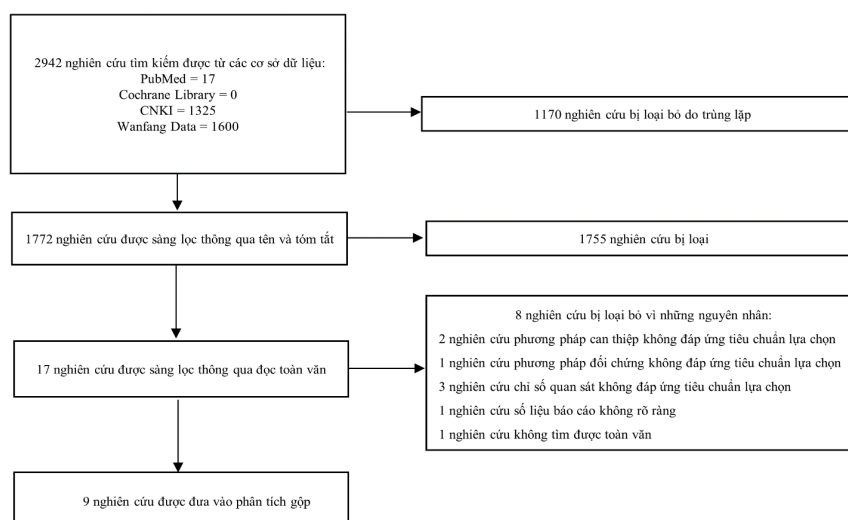 2942 nghiên cứu tìm kiếm được từ các cơ sở dữ liệu:
PubMed = 17
Cochrane Library = 0
CNKI = 1325
Wanfang Data = 1600
1170 nghiên cứu bị loại bỏ do trùng lặp
1772 nghiên cứu được sàng lọc thông qua tên và tóm tắt
1755 nghiên cứu bị loại
17 nghiên cứu được sàng lọc thông qua đọc toàn văn
8 nghiên cứu bị loại bỏ vì những nguyên nhân:
2 nghiên cứu phương pháp can thiệp không đáp ứng tiêu chuẩn lựa chọn
1 nghiên cứu phương pháp đối chứng không đáp ứng tiêu chuẩn lựa chọn
3 nghiên cứu chỉ số quan sát không đáp ứng tiêu chuẩn lựa chọn
1 nghiên cứu số liệu báo cáo không rõ ràng
1 nghiên cứu không tìm được toàn văn
9 nghiên cứu được đưa vào phân tích gộp